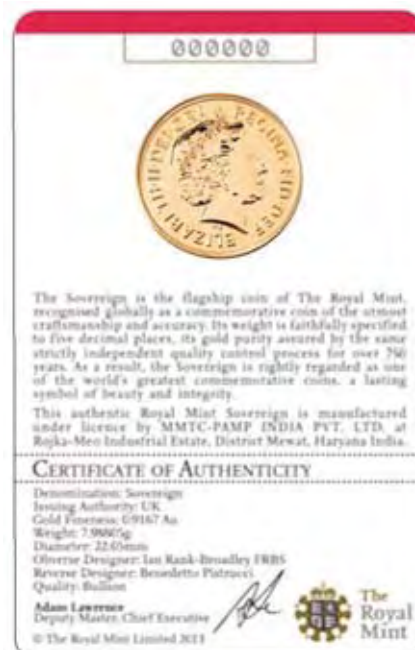 000000
ELIZABETH·II·DEI·GRA REGINA·FID·DEF
The Sovereign is the flagship coin of The Royal Mint,
recognised globally as a commemorative coin of the utmost
craftsmanship and accuracy. Its weight is faithfully specified
to five decimal places, its gold purity assured by the same
strictly independent quality control process for over 750
years. As a result, the Sovereign is rightly regarded as one
of the world's greatest commemorative coins, a lasting
symbol of beauty and integrity.
This authentic Royal Mint Sovereign is manufactured
under licence by MMTC-PAMP INDIA PVT. LTD. at
Rojka-Meo Industrial Estate, District Mewat, Haryana India.
CERTIFICATE OF AUTHENTICITY
Denomination: Sovereign
Issuing Authority: UK
Gold Fineness: 0.9167 Au
Weight: 7.98805g
Diameter: 22.05mm
Obverse Designer: Ian Rank-Broadley FRBS
Reverse Designer: Benedetto Pistrucci
Quality: Bullion
Adam Lawrence
Deputy Master, Chief Executive
© The Royal Mint Limited 2013
The
Royal
Mint